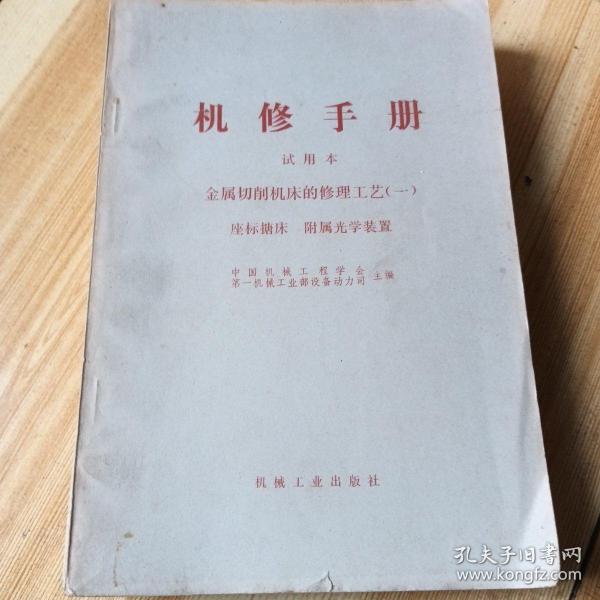 机修手册
试用本
金属切削机床的修理工艺(一)
座标搪床 附属光学装置
中国机械工程学会
第一机械工业部设备动力司 主编
机械工业出版社
孔夫子旧书网
www.kongfz.com